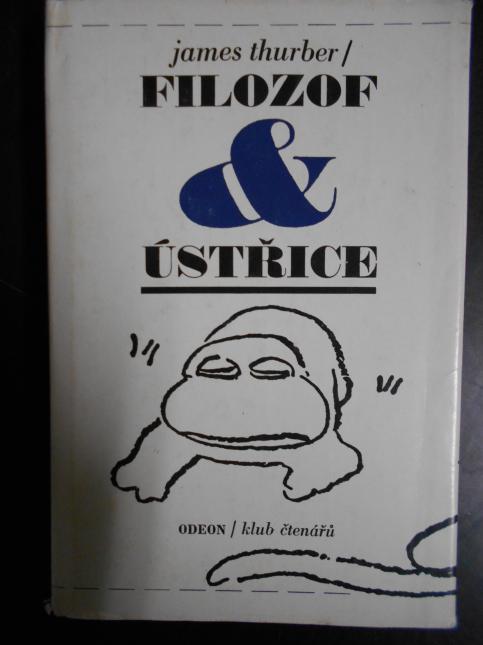 james thurber/
FILOZOF
&
ÚSTŘICE
ODEON / klub čtenářů